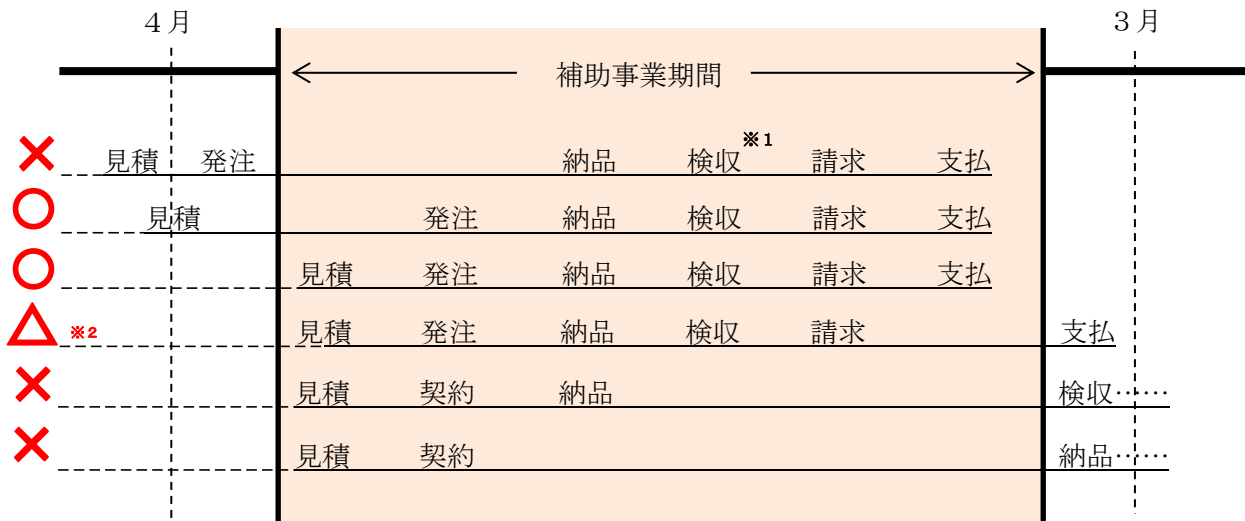 ４月 ３月
補助事業期間
見積 発注 納品 検収※1 請求 支払
見積 発注 納品 検収 請求 支払
見積 発注 納品 検収 請求 支払
※2 見積 発注 納品 検収 請求 支払
見積 契約 納品 検収……
見積 契約 納品……